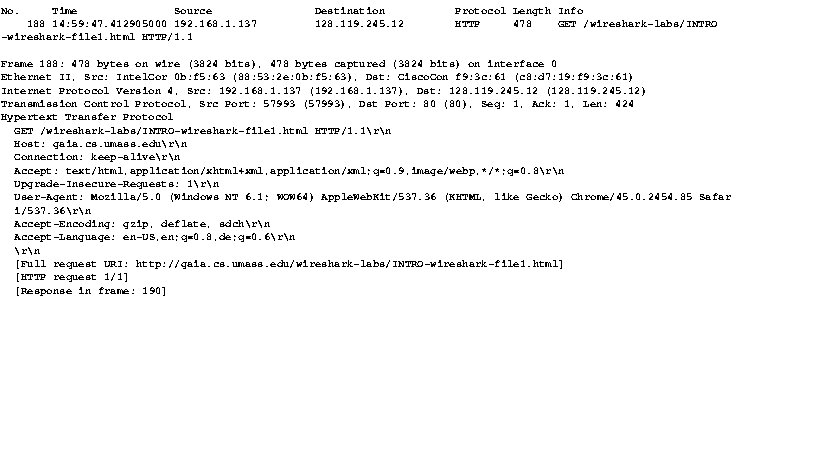 No.     Time               Source                Destination           Protocol Length Info
    188 14:59:47.412905000 192.168.1.137         128.119.245.12        HTTP     478    GET /wireshark-labs/INTRO
-wireshark-file1.html HTTP/1.1
Frame 188: 478 bytes on wire (3824 bits), 478 bytes captured (3824 bits) on interface 0
Ethernet II, Src: IntelCor_0b:f5:63 (88:53:2e:0b:f5:63), Dst: CiscoCon_f9:3c:61 (c8:d7:19:f9:3c:61)
Internet Protocol Version 4, Src: 192.168.1.137 (192.168.1.137), Dst: 128.119.245.12 (128.119.245.12)
Transmission Control Protocol, Src Port: 57993 (57993), Dst Port: 80 (80), Seq: 1, Ack: 1, Len: 424
Hypertext Transfer Protocol
GET /wireshark-labs/INTRO-wireshark-file1.html HTTP/1.1\r\n
Host: gaia.cs.umass.edu\r\n
Connection: keep-alive\r\n
Accept: text/html,application/xhtml+xml,application/xml;q=0.9,image/webp,*/*;q=0.8\r\n
Upgrade-Insecure-Requests: 1\r\n
User-Agent: Mozilla/5.0 (Windows NT 6.1; WOW64) AppleWebKit/537.36 (KHTML, like Gecko) Chrome/45.0.2454.85 Safar
i/537.36\r\n
Accept-Encoding: gzip, deflate, sdch\r\n
Accept-Language: en-US,en;q=0.8,de;q=0.6\r\n
\r\n
[Full request URI: http://gaia.cs.umass.edu/wireshark-labs/INTRO-wireshark-file1.html]
[HTTP request 1/1]
[Response in frame: 190]